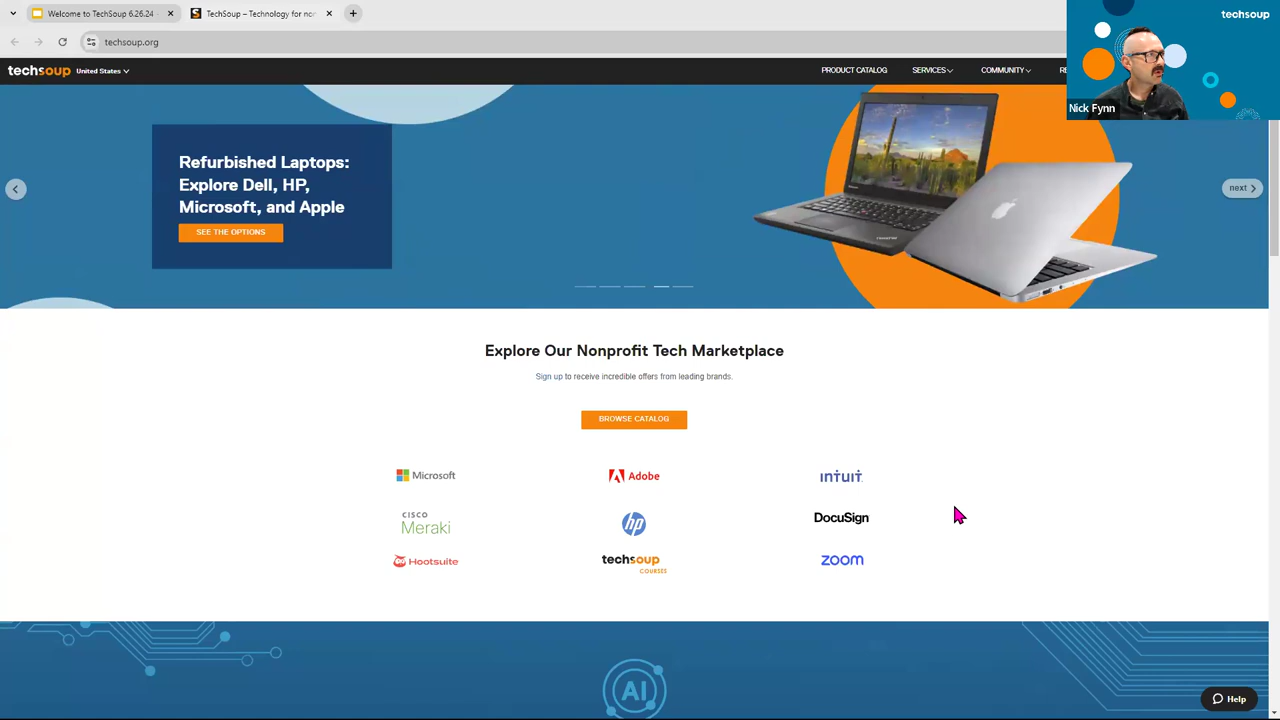 Welcome to TechSoup 6.26.24 -
TechSoup – Technology for no
techsoup.org
techsoup
techsoup United States
PRODUCT CATALOG SERVICES COMMUNITY
Nick Fynn
Refurbished Laptops:
Explore Dell, HP,
Microsoft, and Apple
SEE THE OPTIONS
next
Explore Our Nonprofit Tech Marketplace
Sign up to receive incredible offers from leading brands.
BROWSE CATALOG
Microsoft
Adobe
INTUIT
CISCO
Meraki
hp
DocuSign
Hootsuite
techsoup
COURSES
zoom
AI
Help